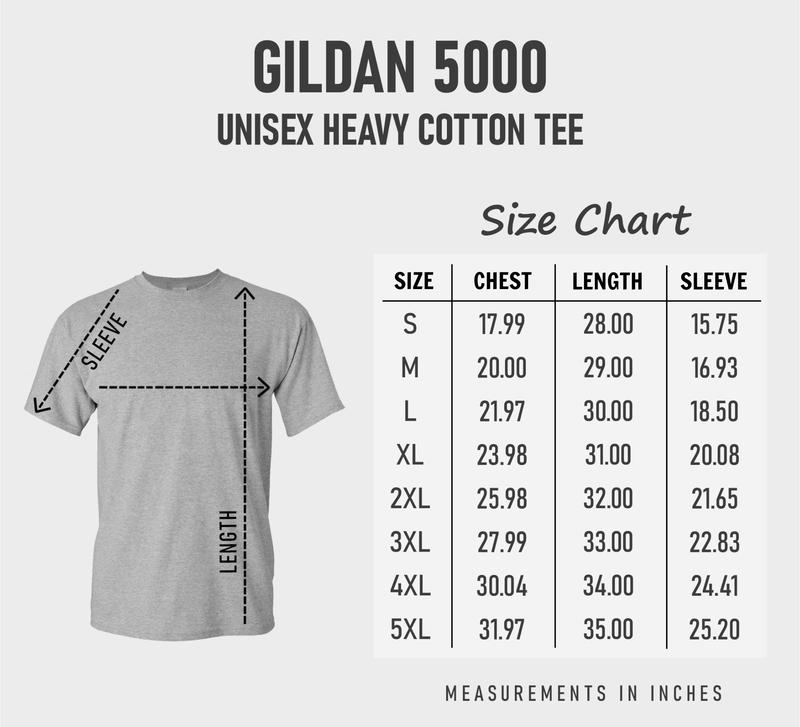 GILDAN 5000
UNISEX HEAVY COTTON TEE
Size Chart
SLEEVE
LENGTH
SIZE CHEST LENGTH SLEEVE
S 17.99 28.00 15.75
M 20.00 29.00 16.93
L 21.97 30.00 18.50
XL 23.98 31.00 20.08
2XL 25.98 32.00 21.65
3XL 27.99 33.00 22.83
4XL 30.04 34.00 24.41
5XL 31.97 35.00 25.20
MEASUREMENTS IN INCHES